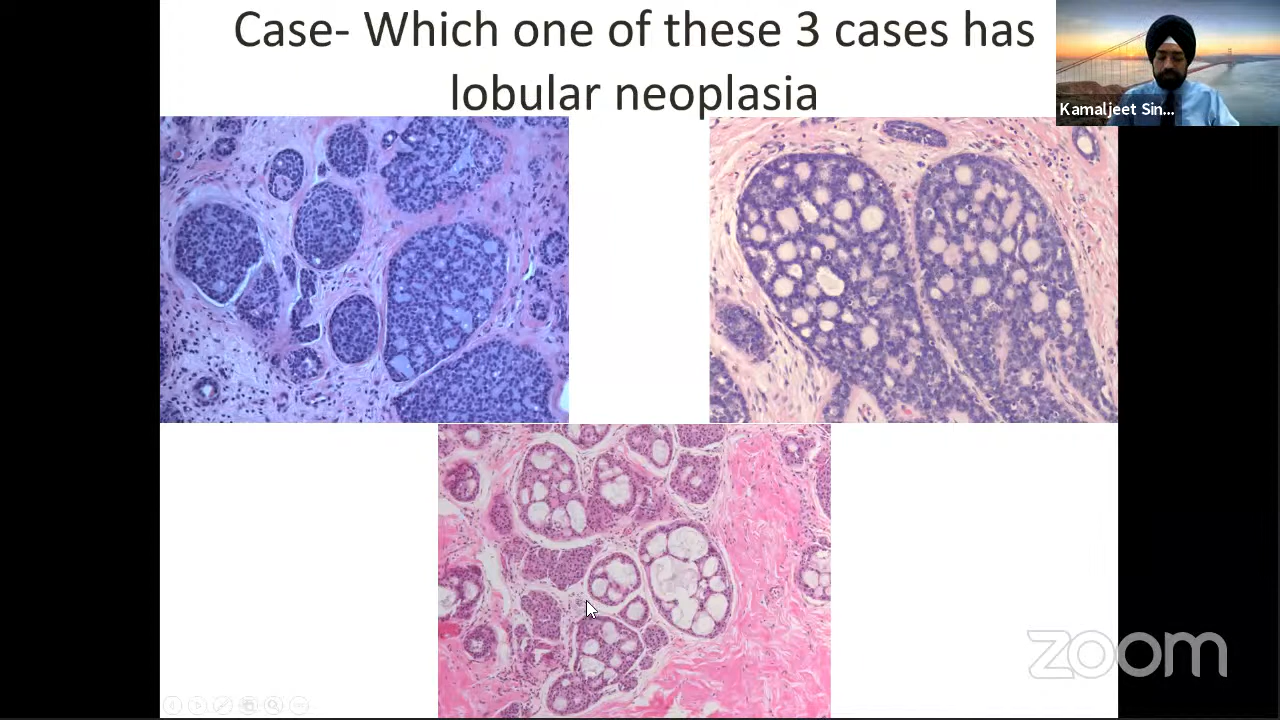 Case- Which one of these 3 cases has
lobular neoplasia
Kamaljeet Sin...
zoom